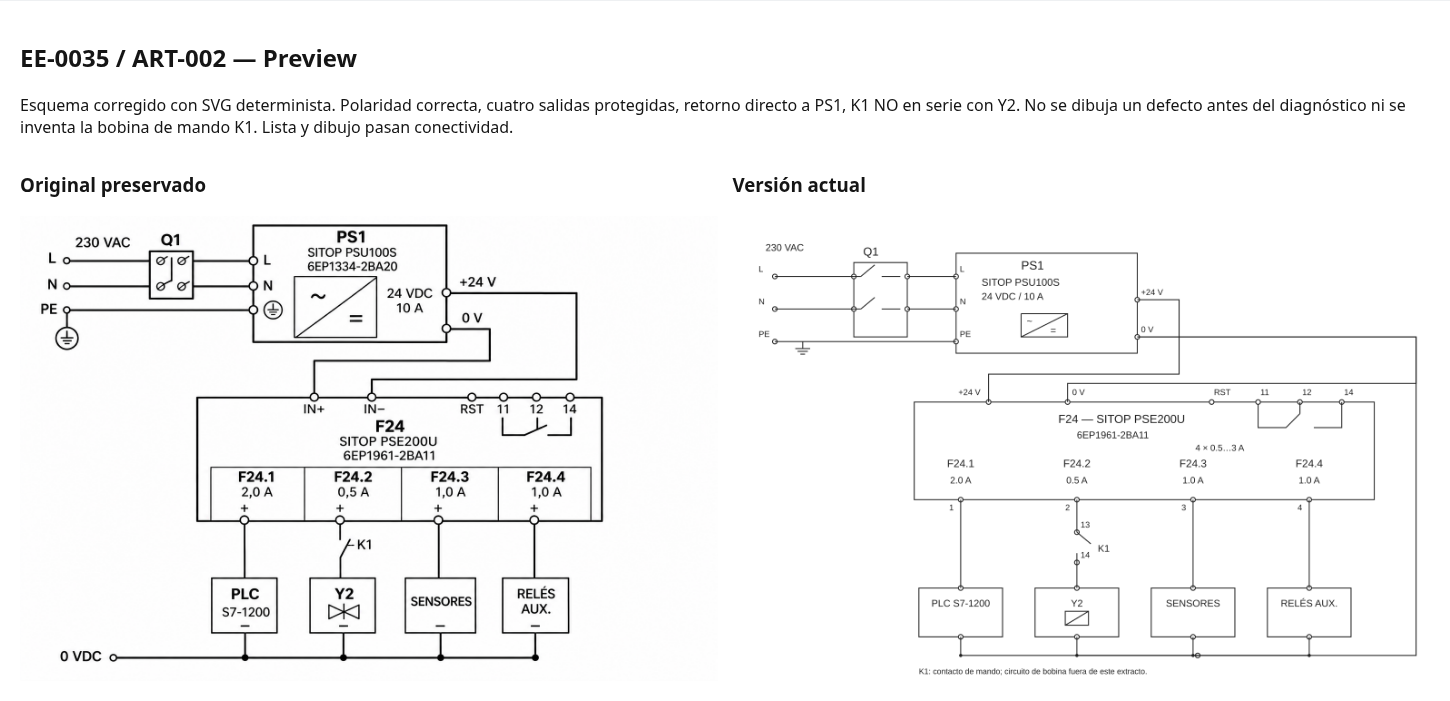 EE-0035 / ART-002 — Preview
Esquema corregido con SVG determinista. Polaridad correcta, cuatro salidas protegidas, retorno directo a PS1, K1 NO en serie con Y2. No se dibuja un defecto antes del diagnóstico ni se
inventa la bobina de mando K1. Lista y dibujo pasan conectividad.
Original preservado
230 VAC
Q1
L
N
PE
PS1
SITOP PSU100S
6EP1334-2BA20
L
N
~
=
24 VDC
10 A
+24 V
0 V
IN+
IN−
RST
11
12
14
F24
SITOP PSE200U
6EP1961-2BA11
F24.1
F24.2
F24.3
F24.4
2,0 A
0,5 A
1,0 A
1,0 A
+
+
+
+
K1
PLC
S7-1200
−
Y2
−
SENSORES
−
RELÉS
AUX.
−
0 VDC
Versión actual
230 VAC
Q1
L
N
PE
L
N
PE
PS1
SITOP PSU100S
24 VDC / 10 A
~
=
+24 V
0 V
+24 V
0 V
RST
11
12
14
F24 — SITOP PSE200U
6EP1961-2BA11
4 × 0.5...3 A
F24.1
F24.2
F24.3
F24.4
2.0 A
0.5 A
1.0 A
1.0 A
1
2
3
4
13
K1
14
PLC S7-1200
Y2
SENSORES
RELÉS AUX.
K1: contacto de mando; circuito de bobina fuera de este extracto.